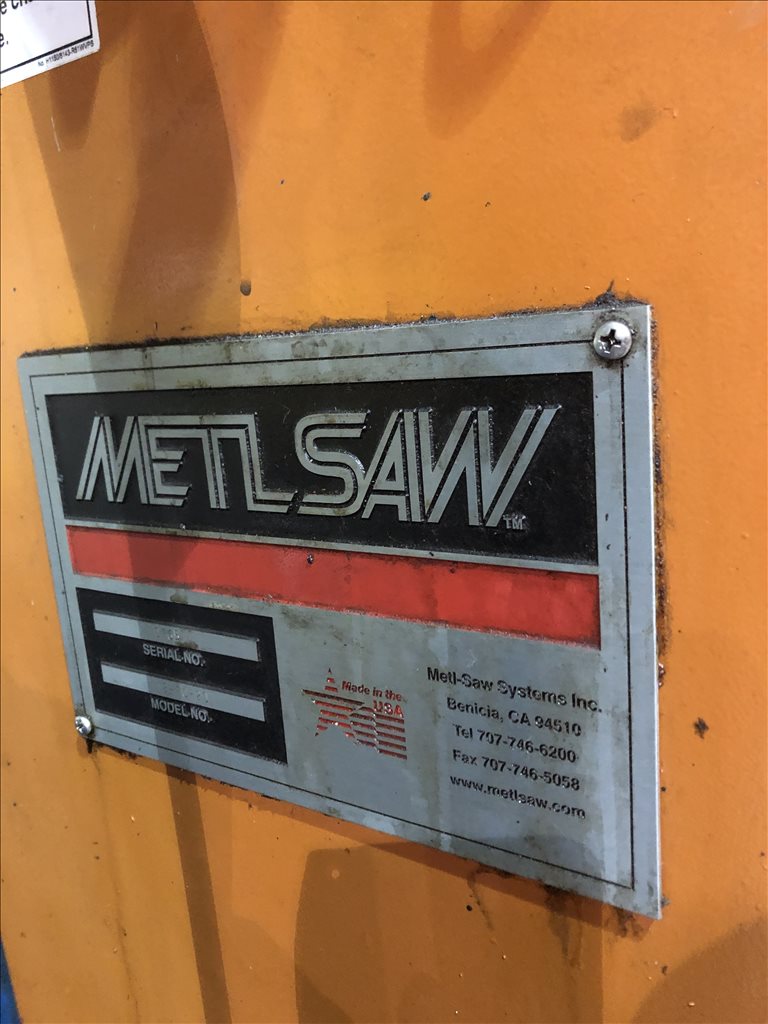 e.
METLSAW
TM
SERIAL NO.
MODEL NO.
Made in the
USA
Metl-Saw Systems Inc.
Benicia, CA 94510
Tel 707-746-6200
Fax 707-746-5058
www.metlsaw.com